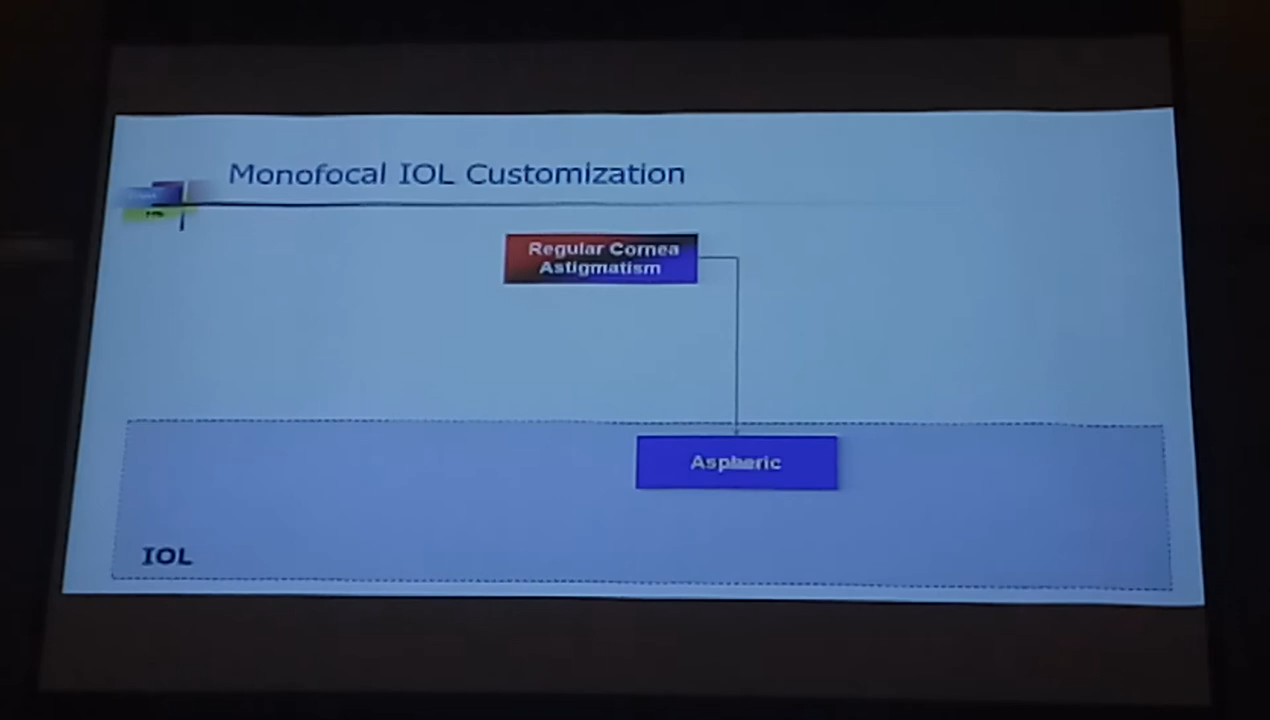 Monofocal IOL Customization
Regular Cornea
Astigmatism
Aspheric
IOL